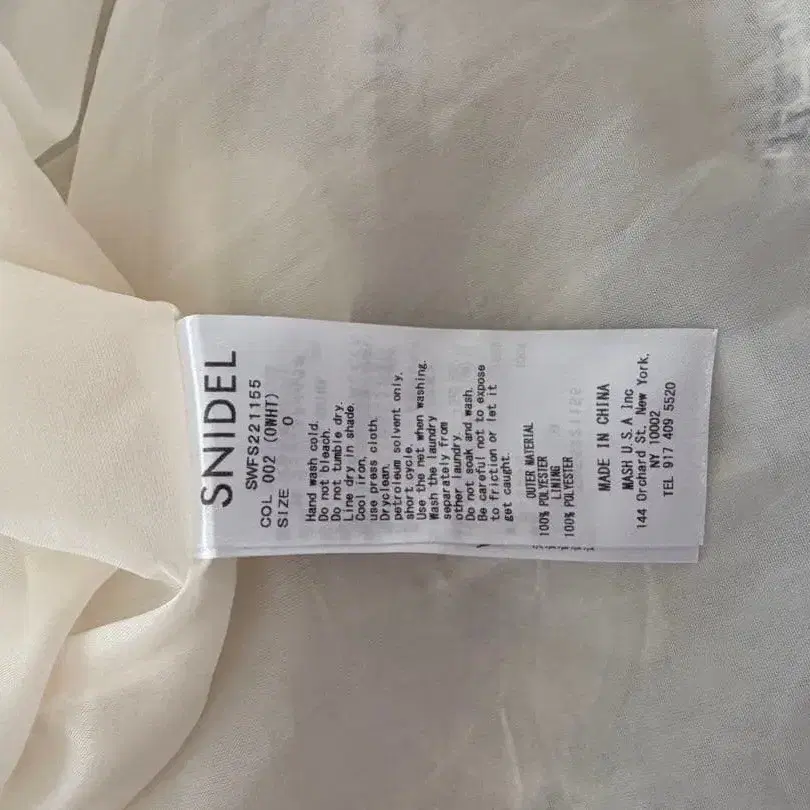 SNIDEL
SWFS221155
COL 002 (OWHT)
SIZE 0
Hand wash cold.
Do not bleach.
Do not tumble dry.
Line dry in shade.
Cool iron,
use press cloth.
Dryclean,
petroleum solvent only,
short cycle.
Use the net when washing.
Wash the laundry
separately from
other laundry.
Do not soak and wash.
Be careful not to expose
to friction or let it
get caught.
OUTER MATERIAL
100% POLYESTER
LINING
100% POLYESTER
MADE IN CHINA
MASH U.S.A Inc
144 Orchard St, New York,
NY 10002
TEL 917 409 5520